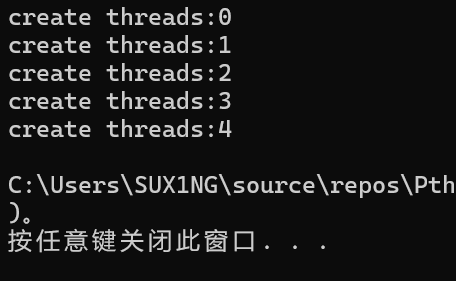 create threads:0
create threads:1
create threads:2
create threads:3
create threads:4
C:\Users\SUX1NG\source\repos\Pth
)。
按任意键关闭此窗口. . .